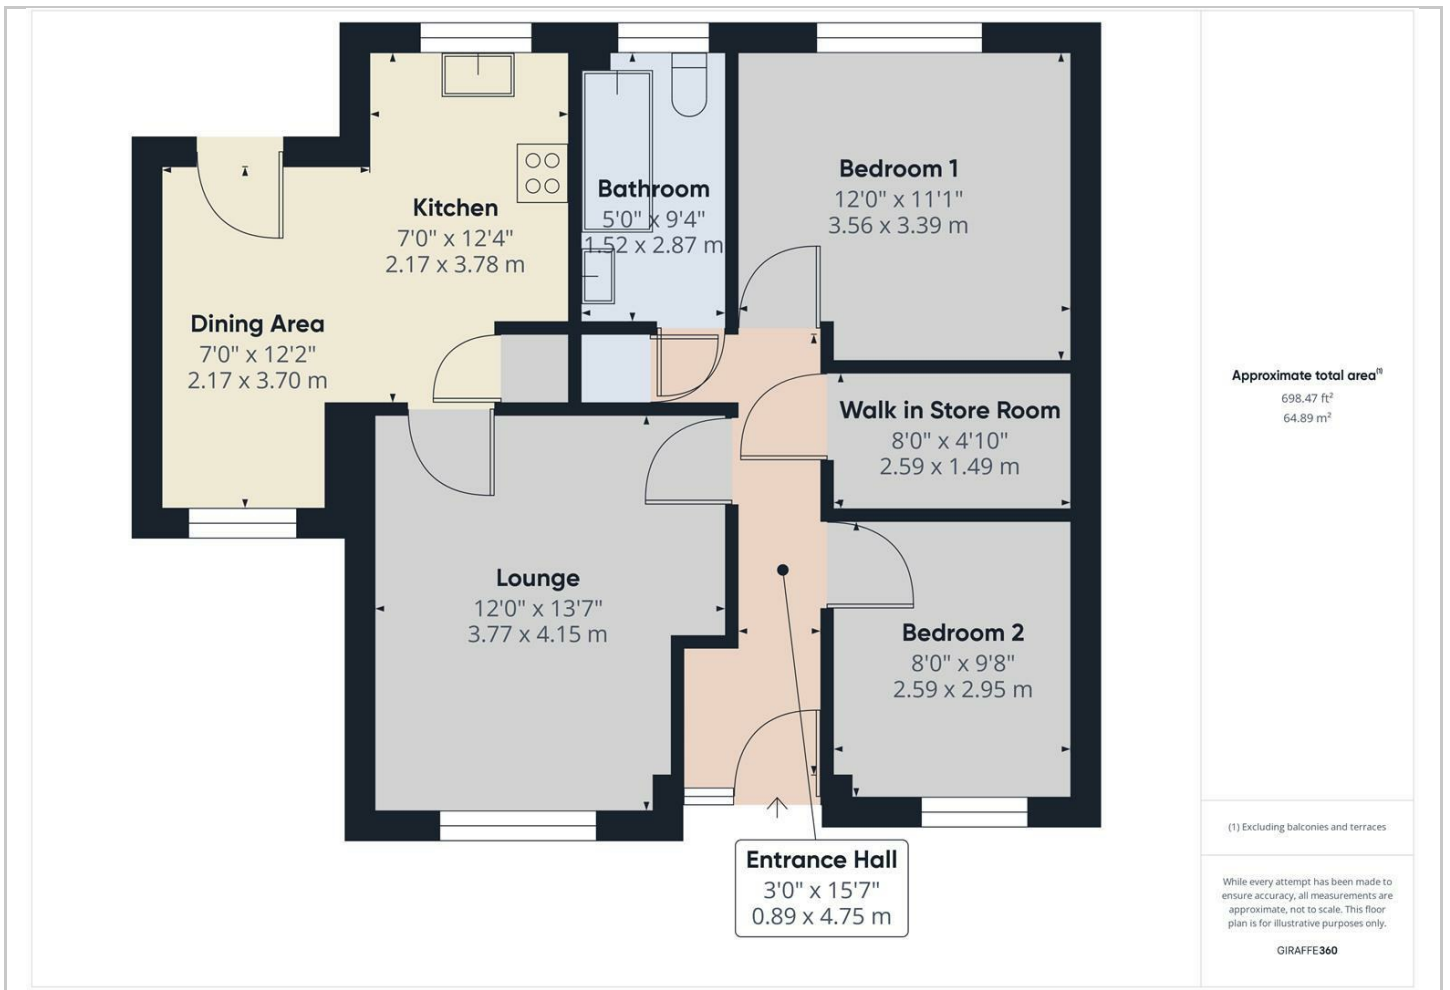 Kitchen
7'0" x 12'4"
2.17 x 3.78 m
Bathroom
5'0" x 9'4"
1.52 x 2.87 m
Bedroom 1
12'0" x 11'1"
3.56 x 3.39 m
Dining Area
7'0" x 12'2"
2.17 x 3.70 m
Walk in Store Room
8'0" x 4'10"
2.59 x 1.49 m
Lounge
12'0" x 13'7"
3.77 x 4.15 m
Bedroom 2
8'0" x 9'8"
2.59 x 2.95 m
Entrance Hall
3'0" x 15'7"
0.89 x 4.75 m
Approximate total area⁽¹⁾
698.47 ft²
64.89 m²
(1) Excluding balconies and terraces
While every attempt has been made to
ensure accuracy, all measurements are
approximate, not to scale. This floor
plan is for illustrative purposes only.
GIRAFFE360